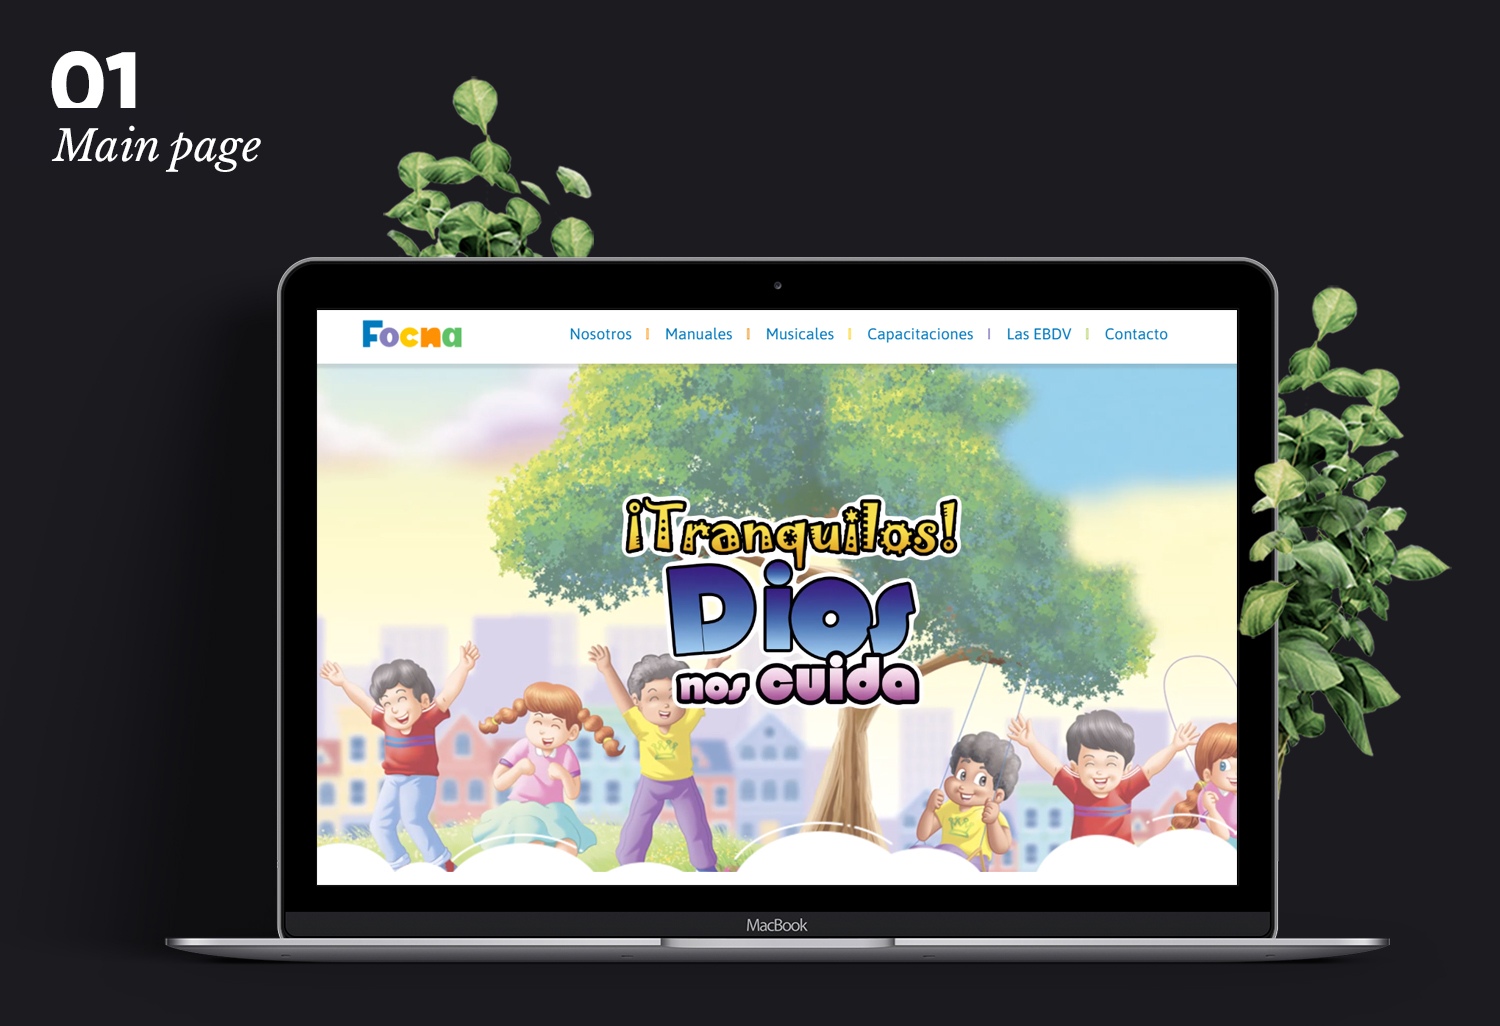 01
Main page
Focna
Nosotros | Manuales | Musicales | Capacitaciones | Las EBDV | Contacto
¡Tranquilos!
Dios
nos cuida
MacBook